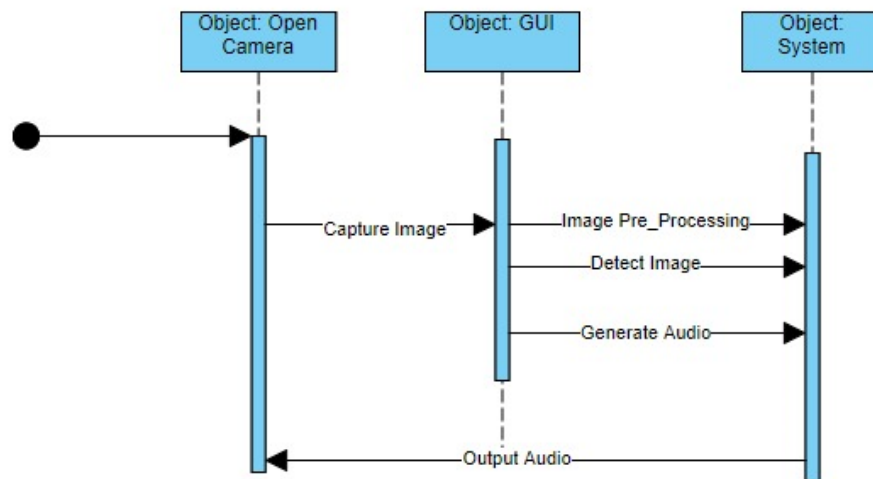 Object: Open
Camera
Object: GUI
Object:
System
Capture Image
Image Pre_Processing
Detect Image
Generate Audio
Output Audio